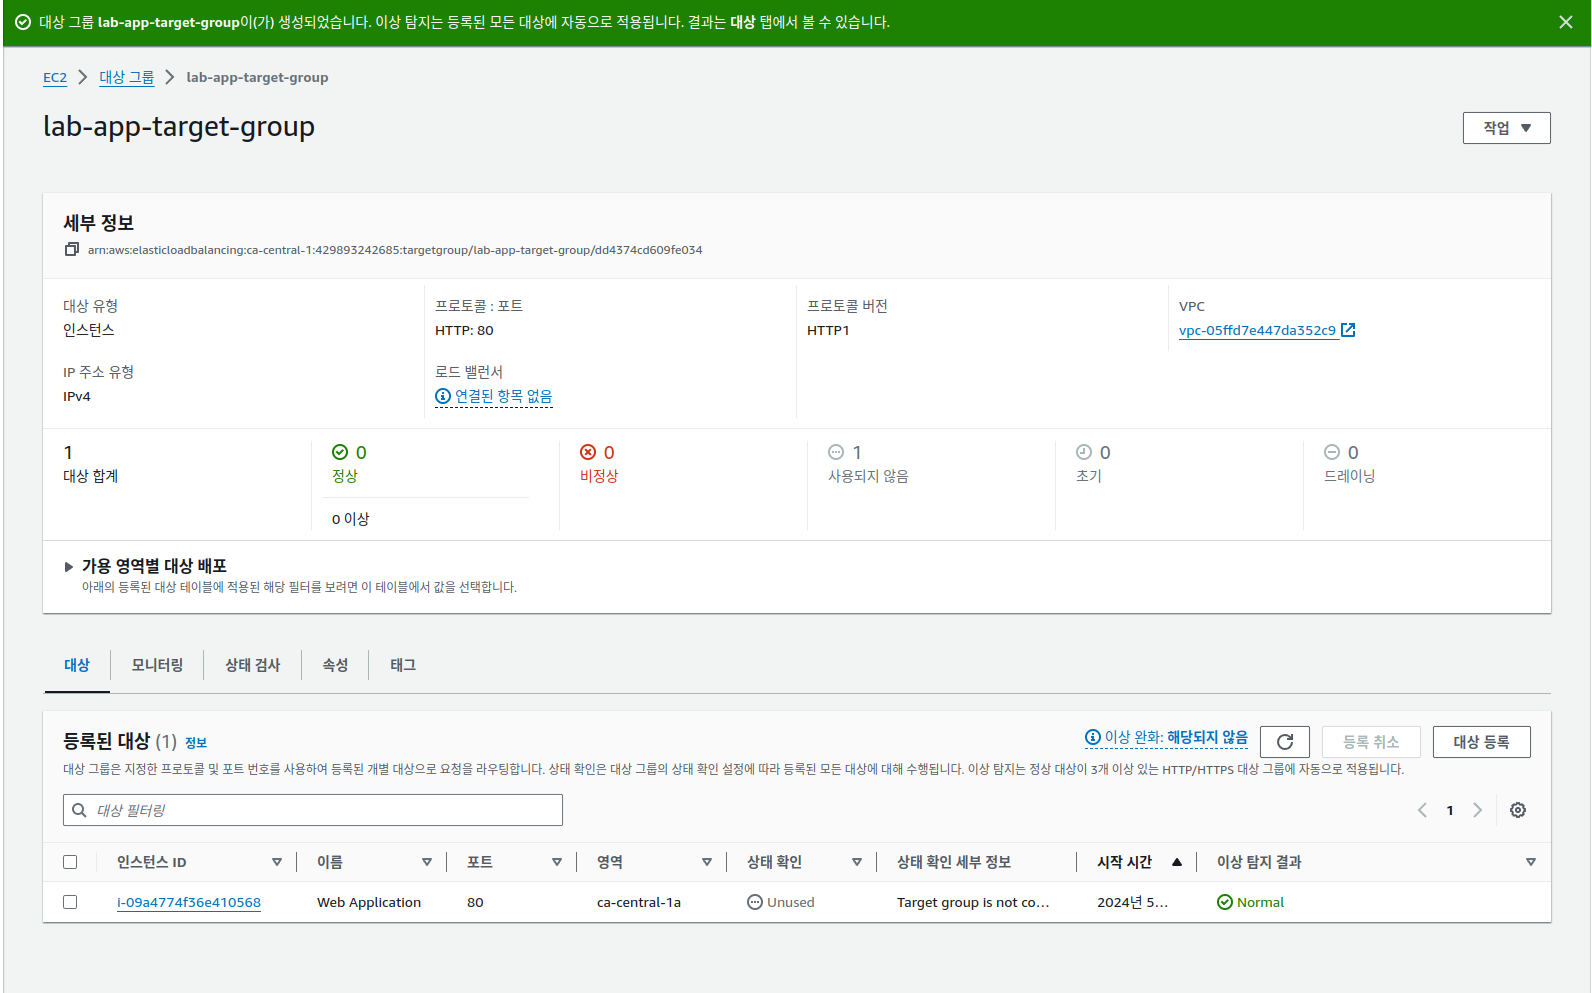 대상 그룹 lab-app-target-group이(가) 생성되었습니다. 이상 탐지는 등록된 모든 대상에 자동으로 적용됩니다. 결과는 대상 탭에서 볼 수 있습니다.
EC2 > 대상 그룹 > lab-app-target-group
lab-app-target-group
작업
세부 정보
arn:aws:elasticloadbalancing:ca-central-1:429893242685:targetgroup/lab-app-target-group/dd4374cd609fe034
대상 유형 프로토콜 : 포트 프로토콜 버전 VPC
인스턴스 HTTP: 80 HTTP1 vpc-05ffd7e447da352c9
IP 주소 유형 로드 밸런서
IPv4 연결된 항목 없음
1 0 0 1 0 0
대상 합계 정상 비정상 사용되지 않음 초기 드레이닝
0 이상
가용 영역별 대상 배포
아래의 등록된 대상 테이블에 적용된 해당 필터를 보려면 이 테이블에서 값을 선택합니다.
대상 모니터링 상태 검사 속성 태그
등록된 대상 (1) 정보 이상 완화: 해당되지 않음 등록 취소 대상 등록
대상 그룹은 지정한 프로토콜 및 포트 번호를 사용하여 등록된 개별 대상으로 요청을 라우팅합니다. 상태 확인은 대상 그룹의 상태 확인 설정에 따라 등록된 모든 대상에 대해 수행됩니다. 이상 탐지는 정상 대상이 3개 이상 있는 HTTP/HTTPS 대상 그룹에 자동으로 적용됩니다.
대상 필터링 1
인스턴스 ID 이름 포트 영역 상태 확인 상태 확인 세부 정보 시작 시간 이상 탐지 결과
i-09a4774f36e410568 Web Application 80 ca-central-1a Unused Target group is not co... 2024년 5... Normal